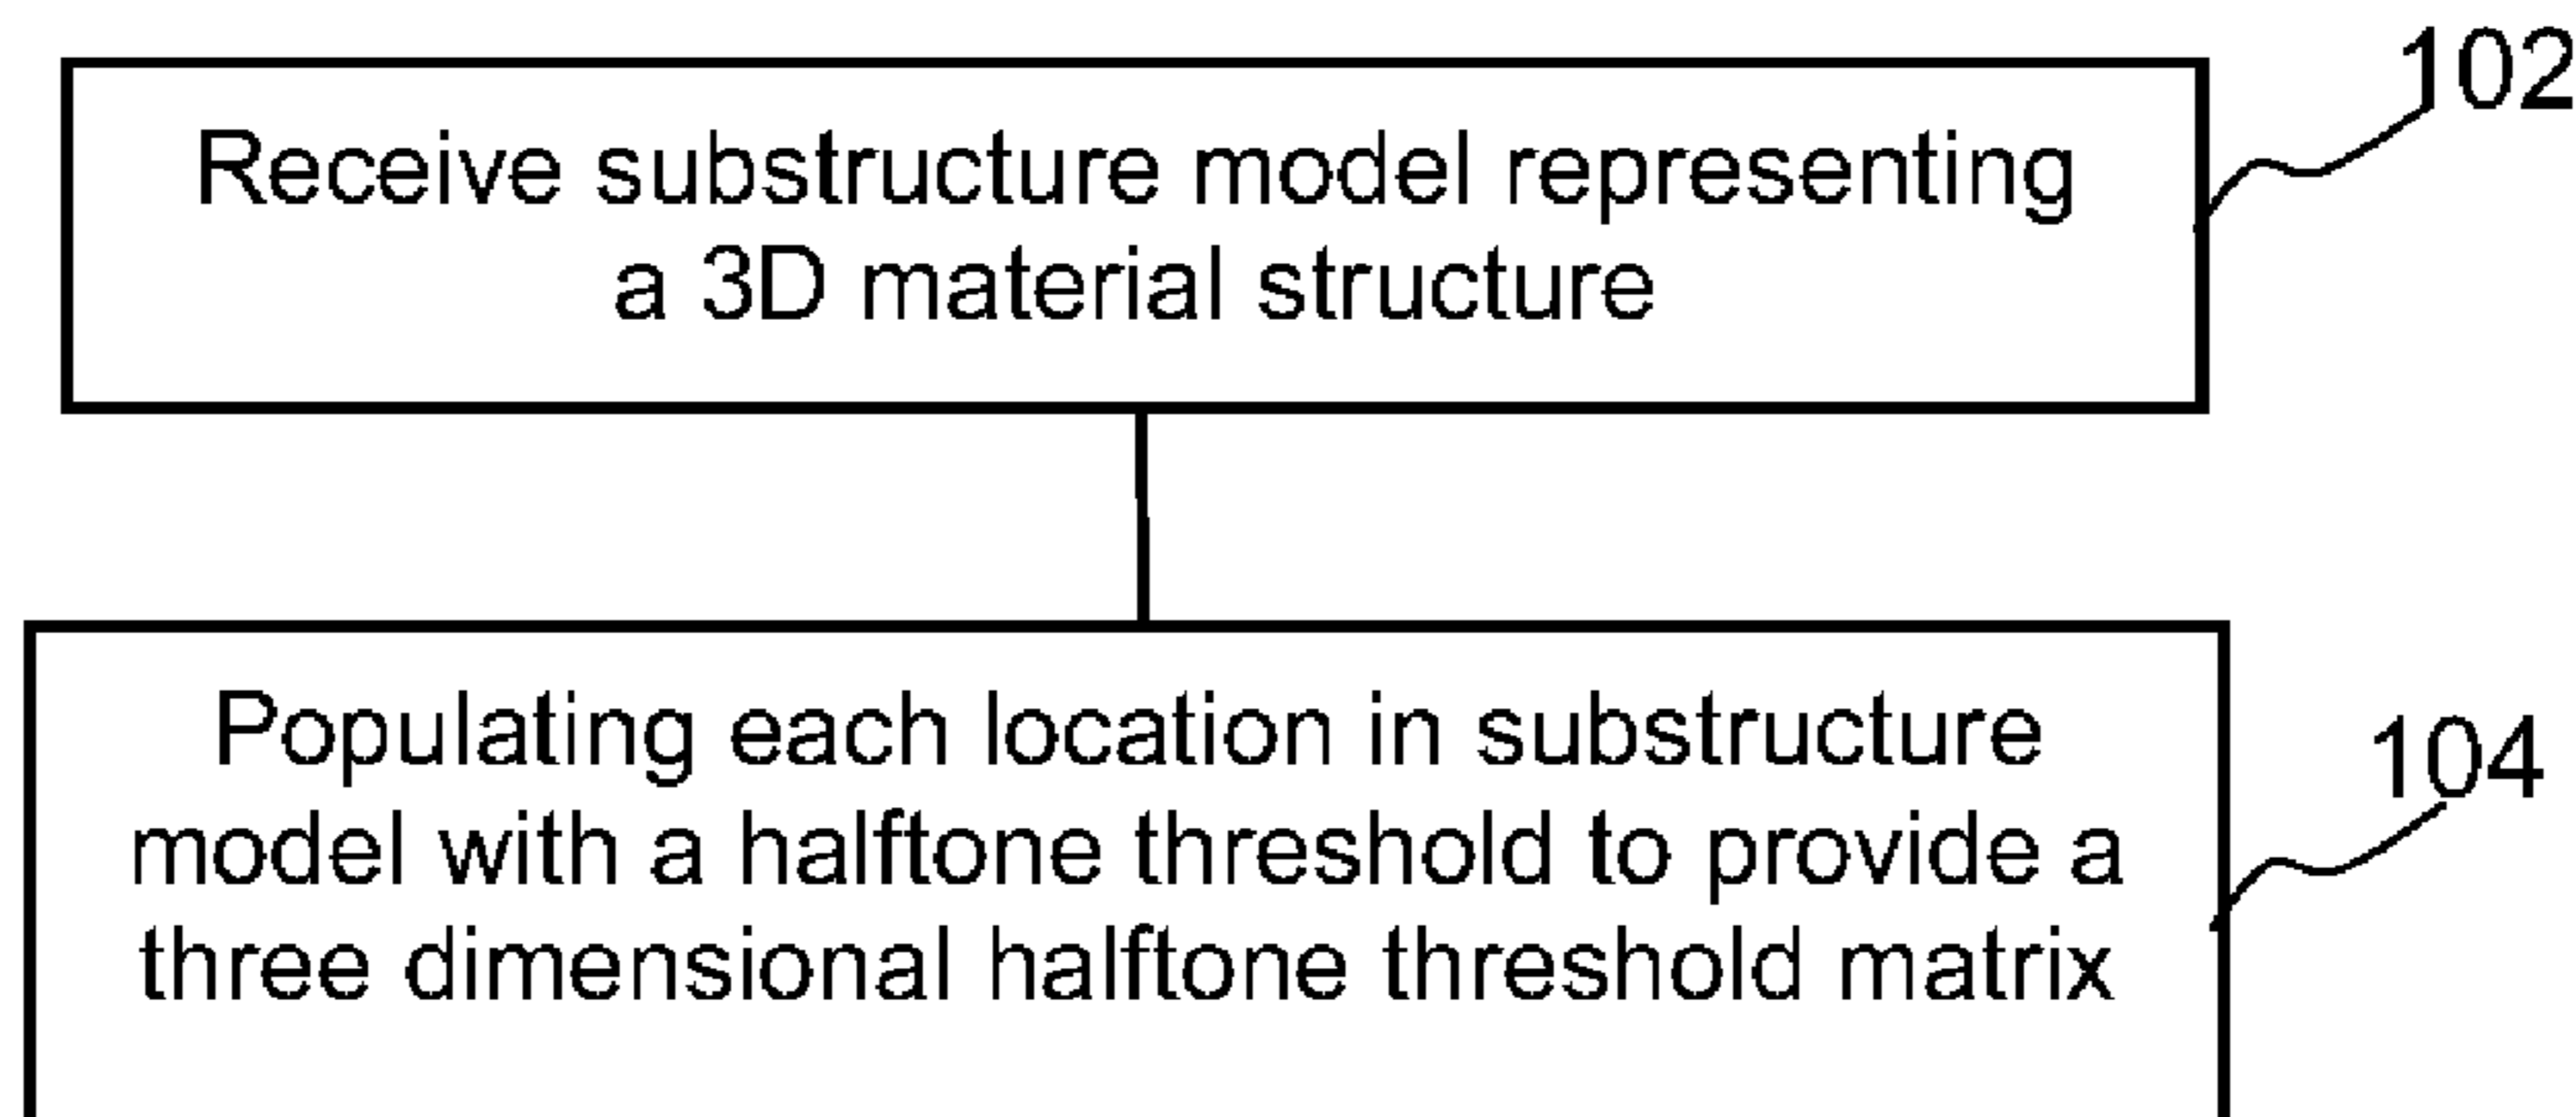 102
Receive substructure model representing
a 3D material structure
Populating each location in substructure
model with a halftone threshold to provide a
three dimensional halftone threshold matrix
104